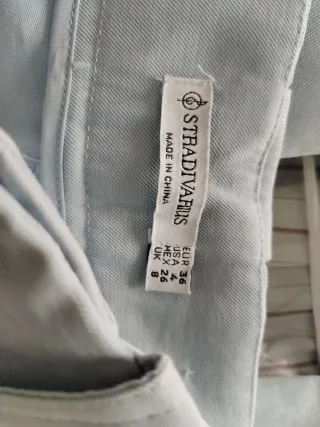 STRADIVARIUS
MADE IN CHINA
EUR 36
USA 4
MEX 26
UK 8